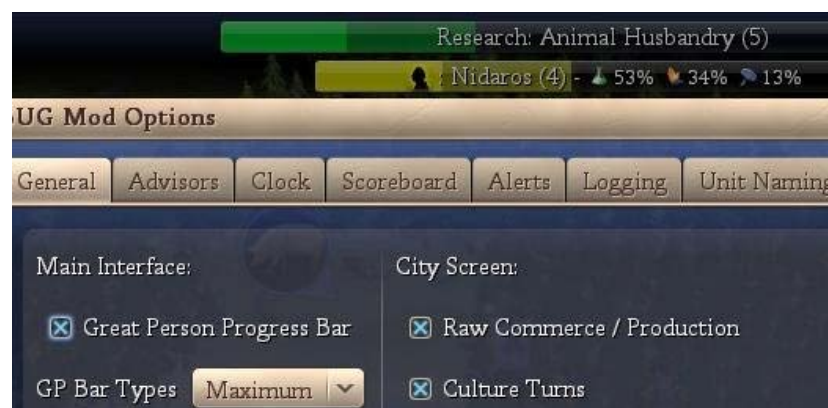 Research: Animal Husbandry (5)
: Nidaros (4) - 53% 34% 13%
UG Mod Options
General Advisors Clock Scoreboard Alerts Logging Unit Naming
Main Interface: City Screen:
Great Person Progress Bar Raw Commerce / Production
GP Bar Types Maximum Culture Turns